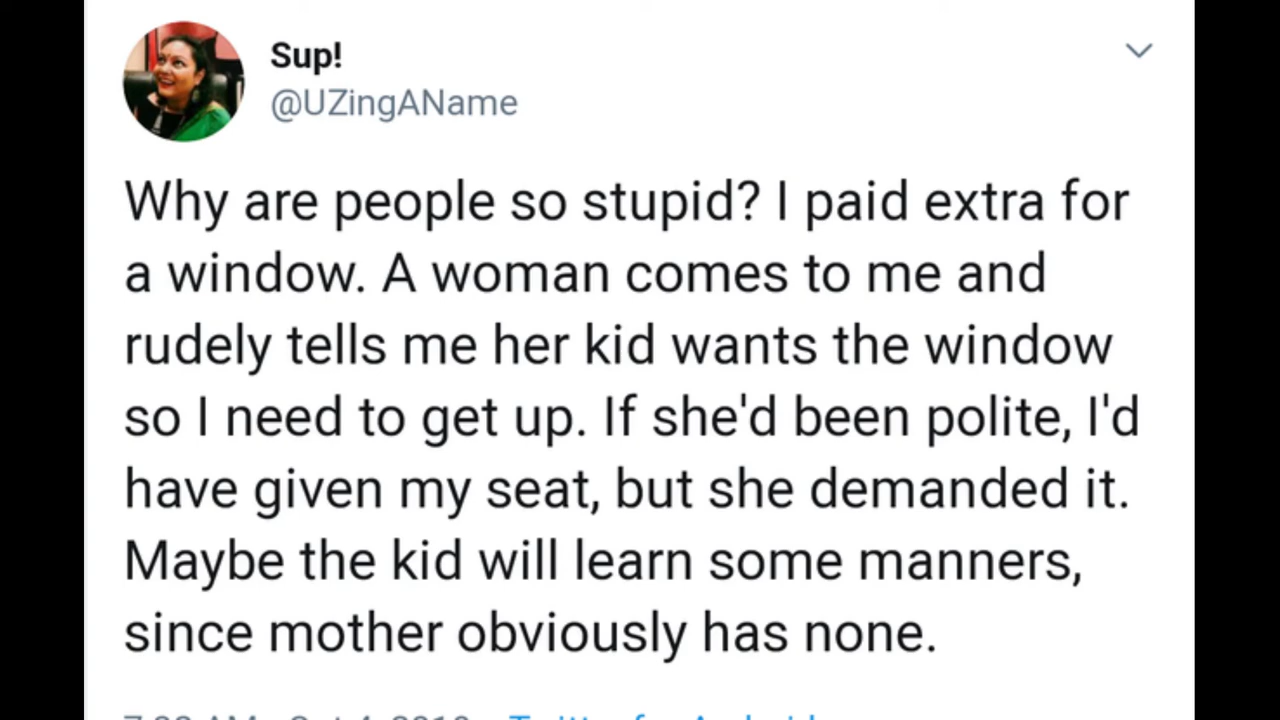 Sup!
@UZingAName
Why are people so stupid? I paid extra for
a window. A woman comes to me and
rudely tells me her kid wants the window
so I need to get up. If she'd been polite, I'd
have given my seat, but she demanded it.
Maybe the kid will learn some manners,
since mother obviously has none.